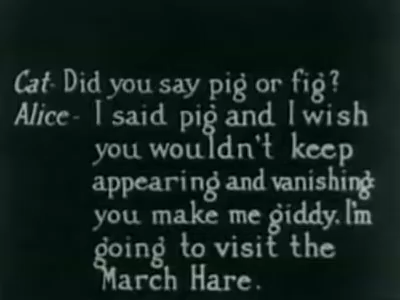 Cat- Did you say pig or fig?
Alice- I said pig and I wish
you wouldn't keep
appearing and vanishing:
you make me giddy. I'm
going to visit the
March Hare.